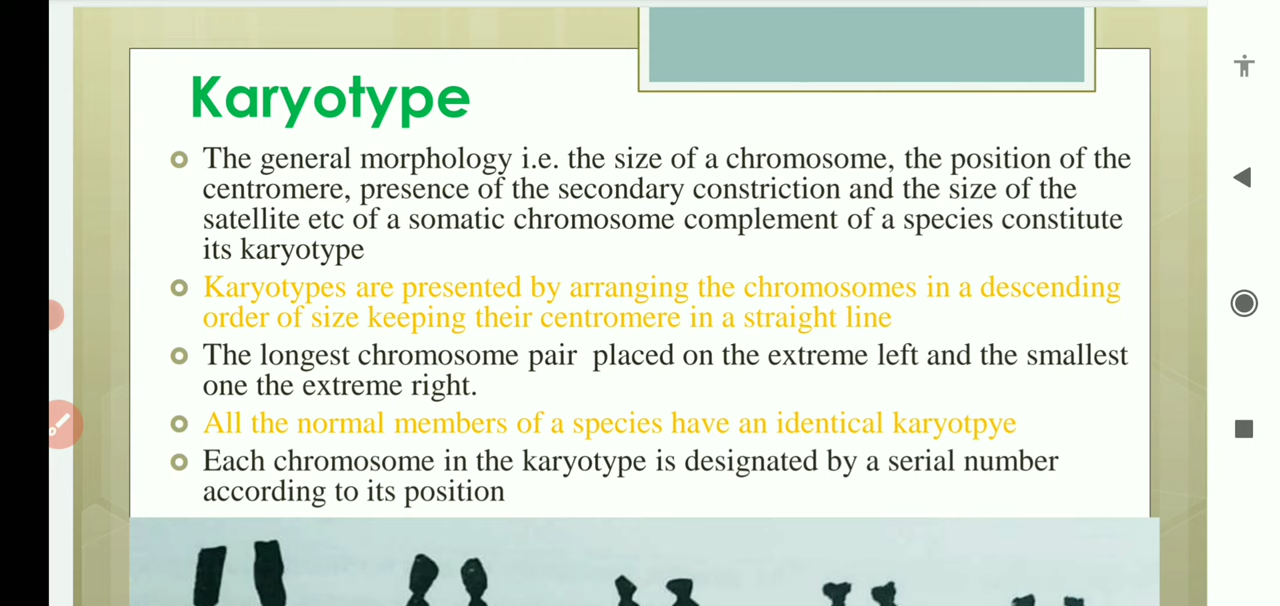 Karyotype
The general morphology i.e. the size of a chromosome, the position of the
centromere, presence of the secondary constriction and the size of the
satellite etc of a somatic chromosome complement of a species constitute
its karyotype
Karyotypes are presented by arranging the chromosomes in a descending
order of size keeping their centromere in a straight line
The longest chromosome pair placed on the extreme left and the smallest
one the extreme right.
All the normal members of a species have an identical karyotpye
Each chromosome in the karyotype is designated by a serial number
according to its position